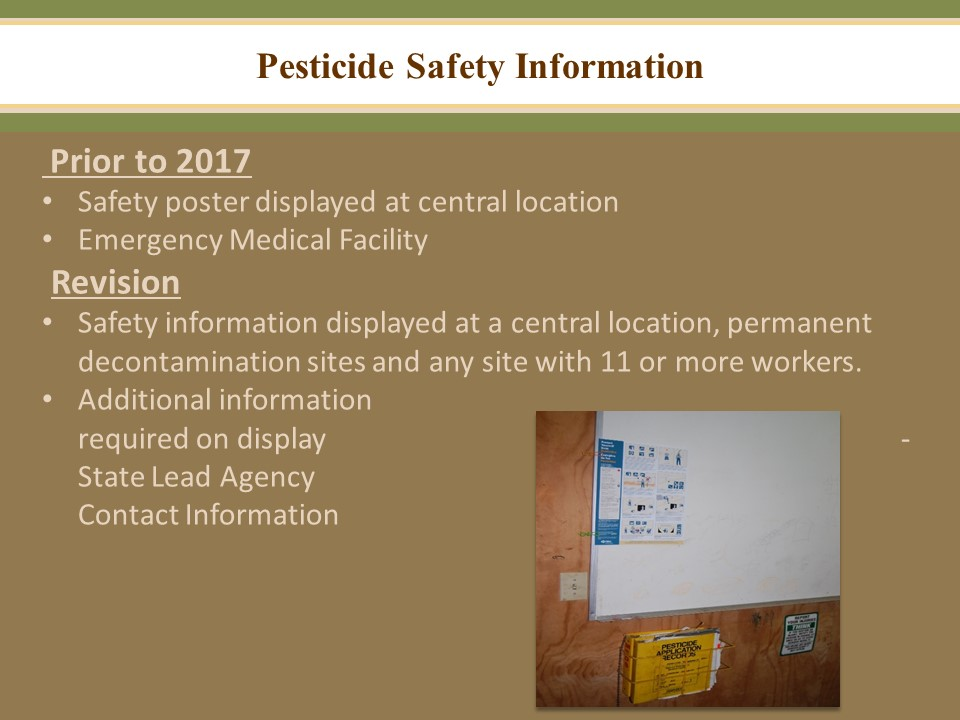 Pesticide Safety Information
Prior to 2017
• Safety poster displayed at central location
• Emergency Medical Facility
Revision
• Safety information displayed at a central location, permanent
decontamination sites and any site with 11 or more workers.
• Additional information
required on display -
State Lead Agency
Contact Information
PESTICIDE
APPLICATION
RECORDS